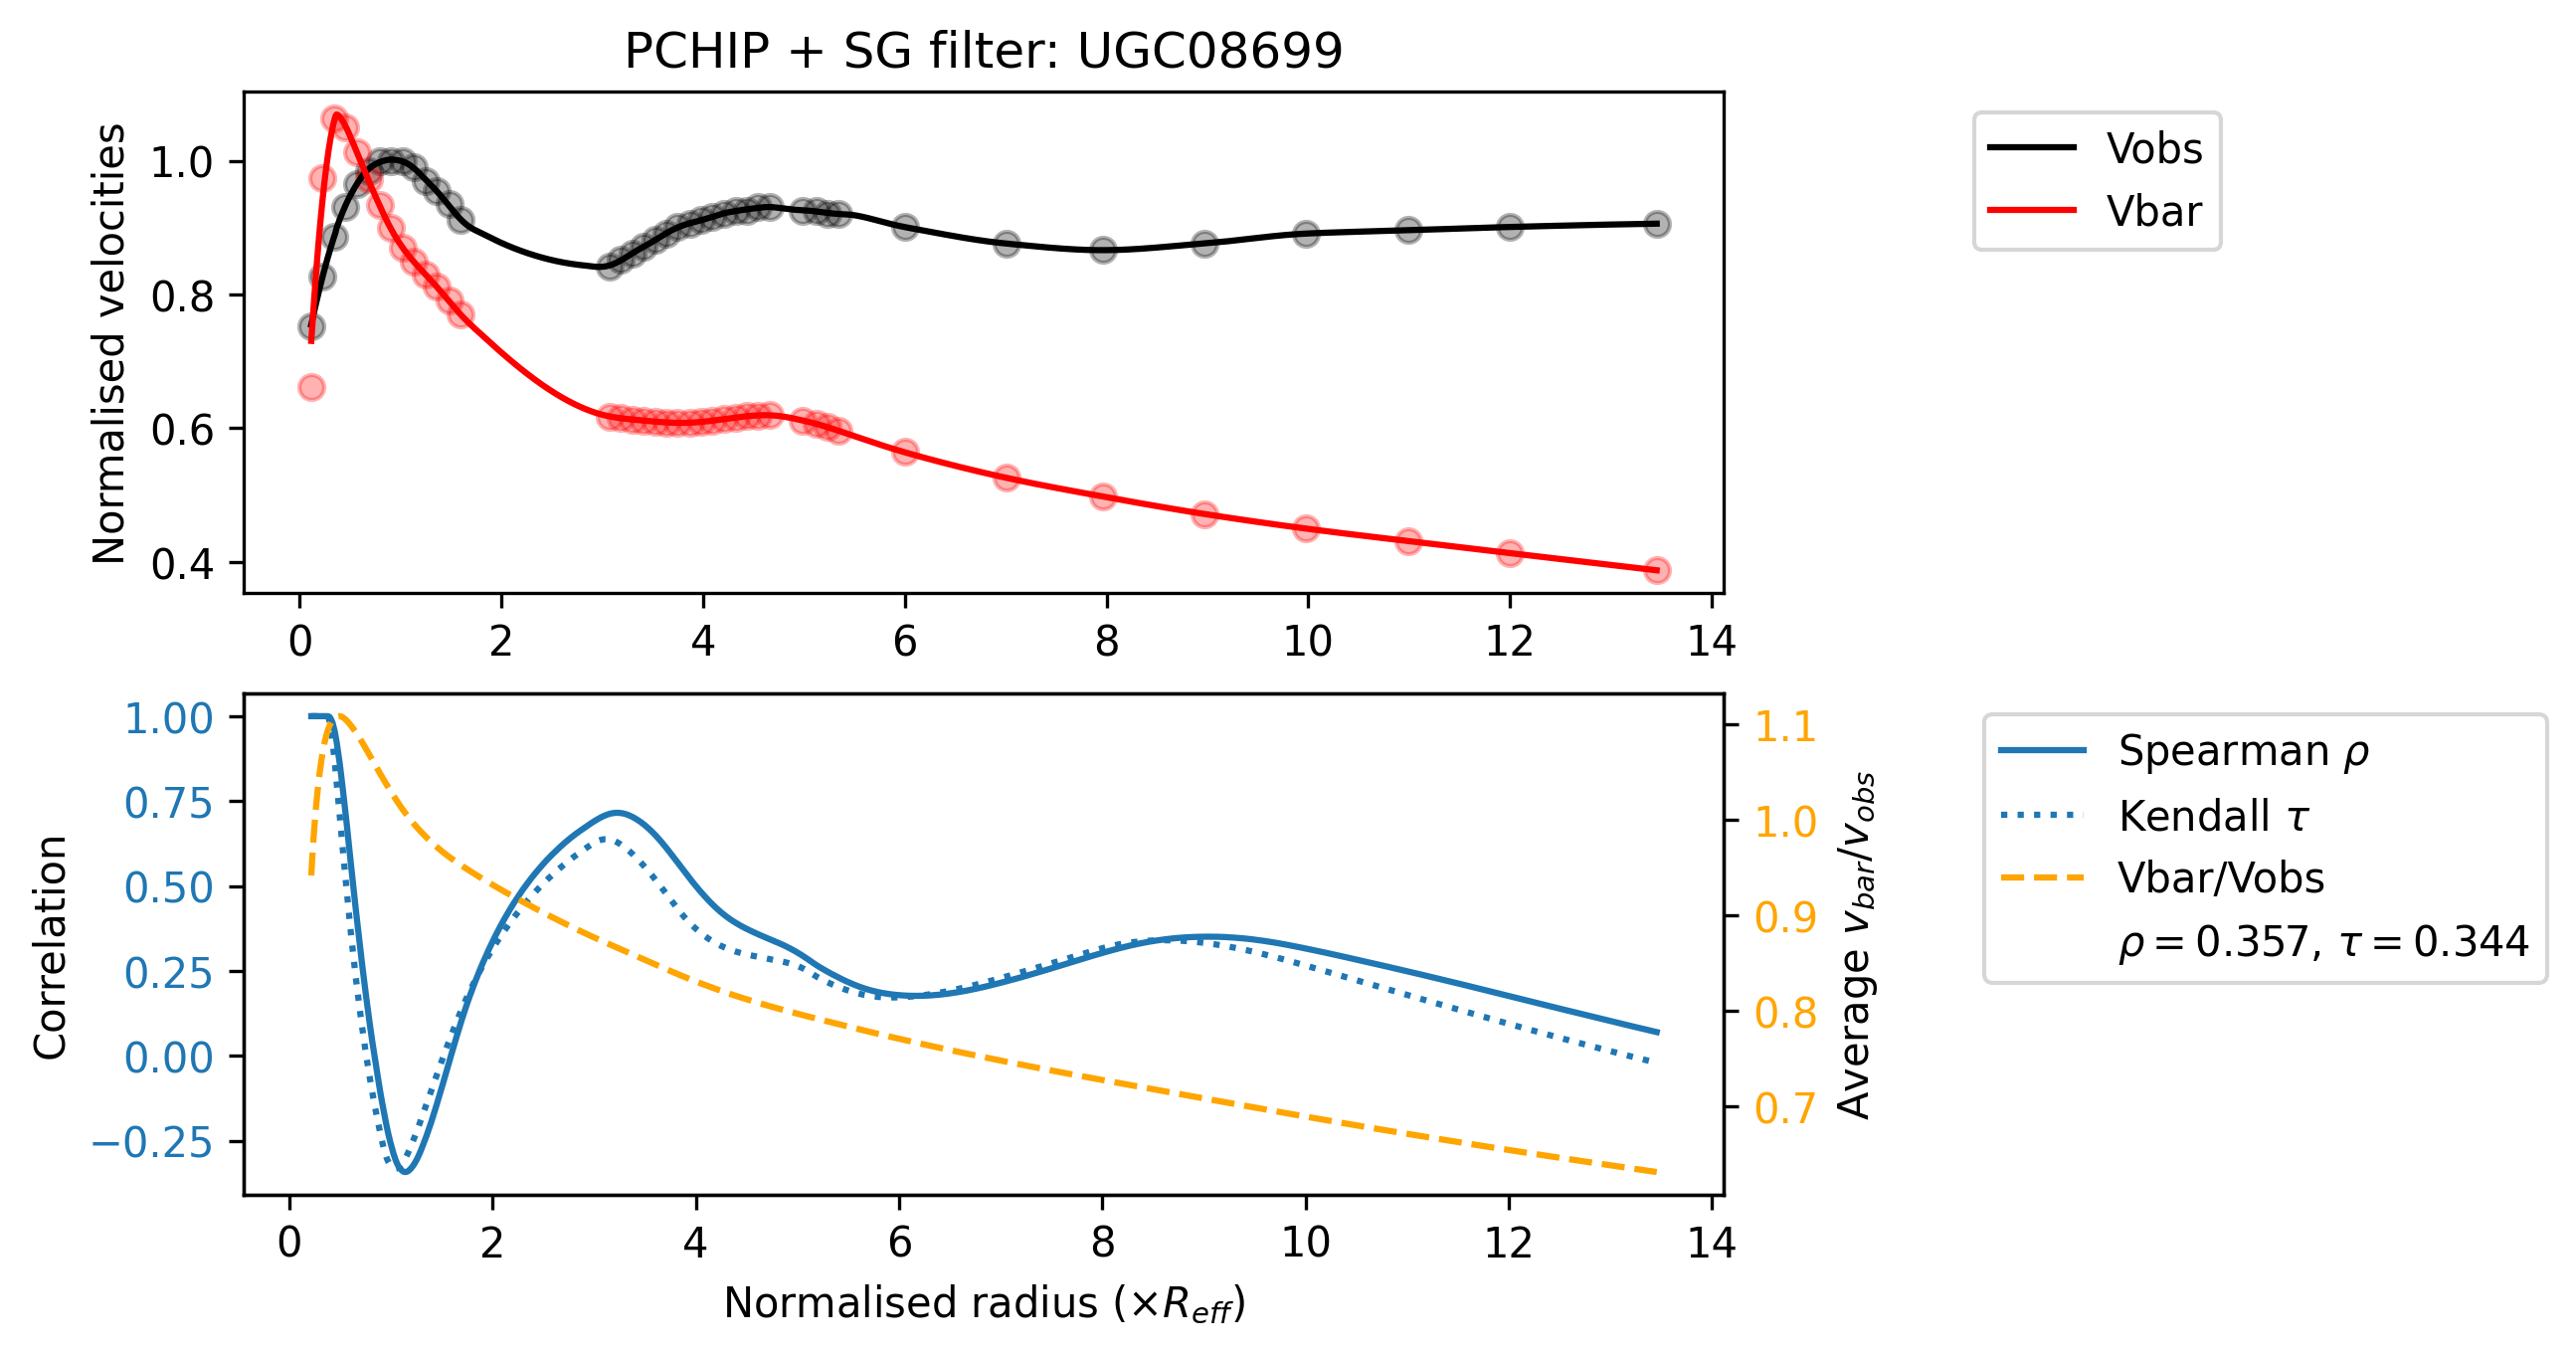 PCHIP + SG filter: UGC08699
Normalised velocities
1.0
0.8
0.6
0.4
0 2 4 6 8 10 12 14
Vobs
Vbar
Correlation
1.00
0.75
0.50
0.25
0.00
−0.25
1.1
1.0
0.9
0.8
0.7
Average v_bar/v_obs
0 2 4 6 8 10 12 14
Normalised radius (×R_eff)
Spearman ρ
Kendall τ
Vbar/Vobs
ρ = 0.357, τ = 0.344